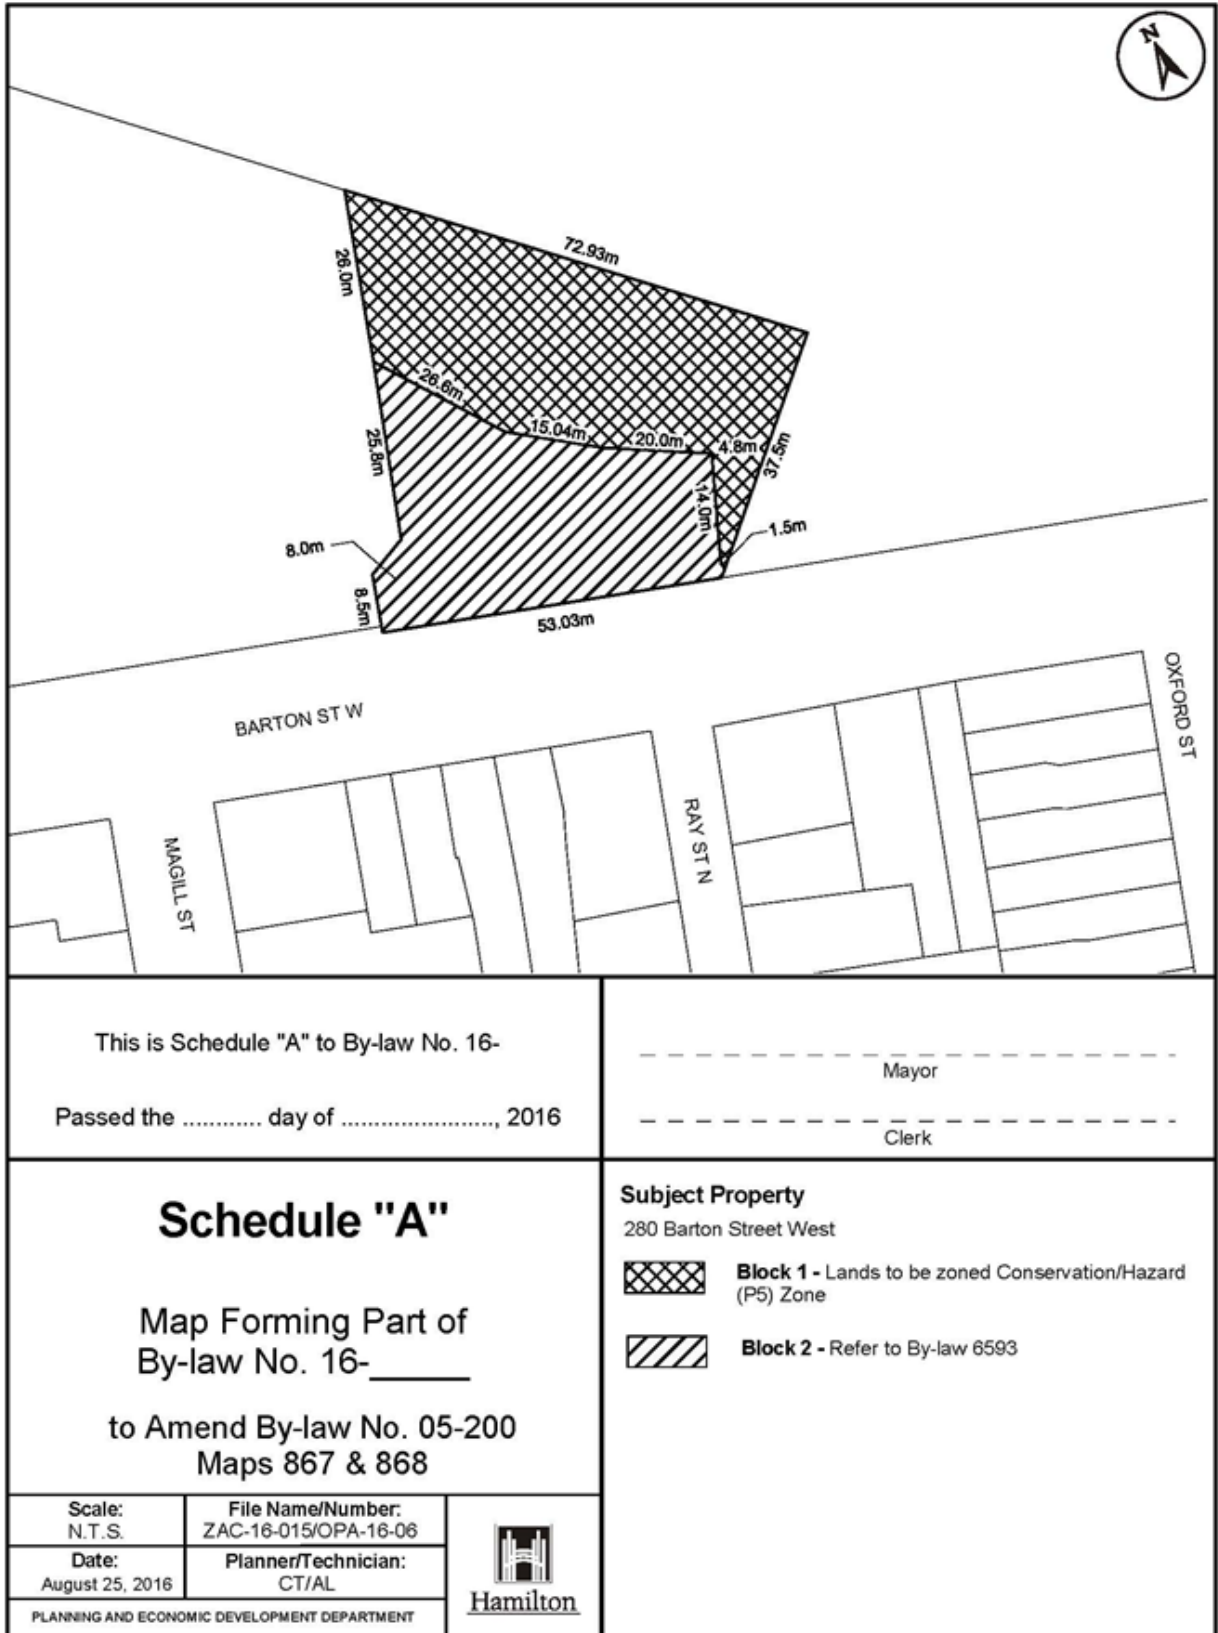 N
72.93m
26.0m
26.6m
15.04m
20.0m
4.8m
37.5m
25.8m
14.0m
1.5m
8.0m
8.5m
53.03m
BARTON ST W
OXFORD ST
MAGILL ST
RAY ST N
This is Schedule "A" to By-law No. 16-
Passed the ............ day of ......................., 2016
Mayor
Clerk
Schedule "A"
Map Forming Part of
By-law No. 16-______
to Amend By-law No. 05-200
Maps 867 & 868
Scale:
N.T.S.
File Name/Number:
ZAC-16-015/OPA-16-06
Date:
August 25, 2016
Planner/Technician:
CT/AL
PLANNING AND ECONOMIC DEVELOPMENT DEPARTMENT
Hamilton
Subject Property
280 Barton Street West
Block 1 - Lands to be zoned Conservation/Hazard
(P5) Zone
Block 2 - Refer to By-law 6593